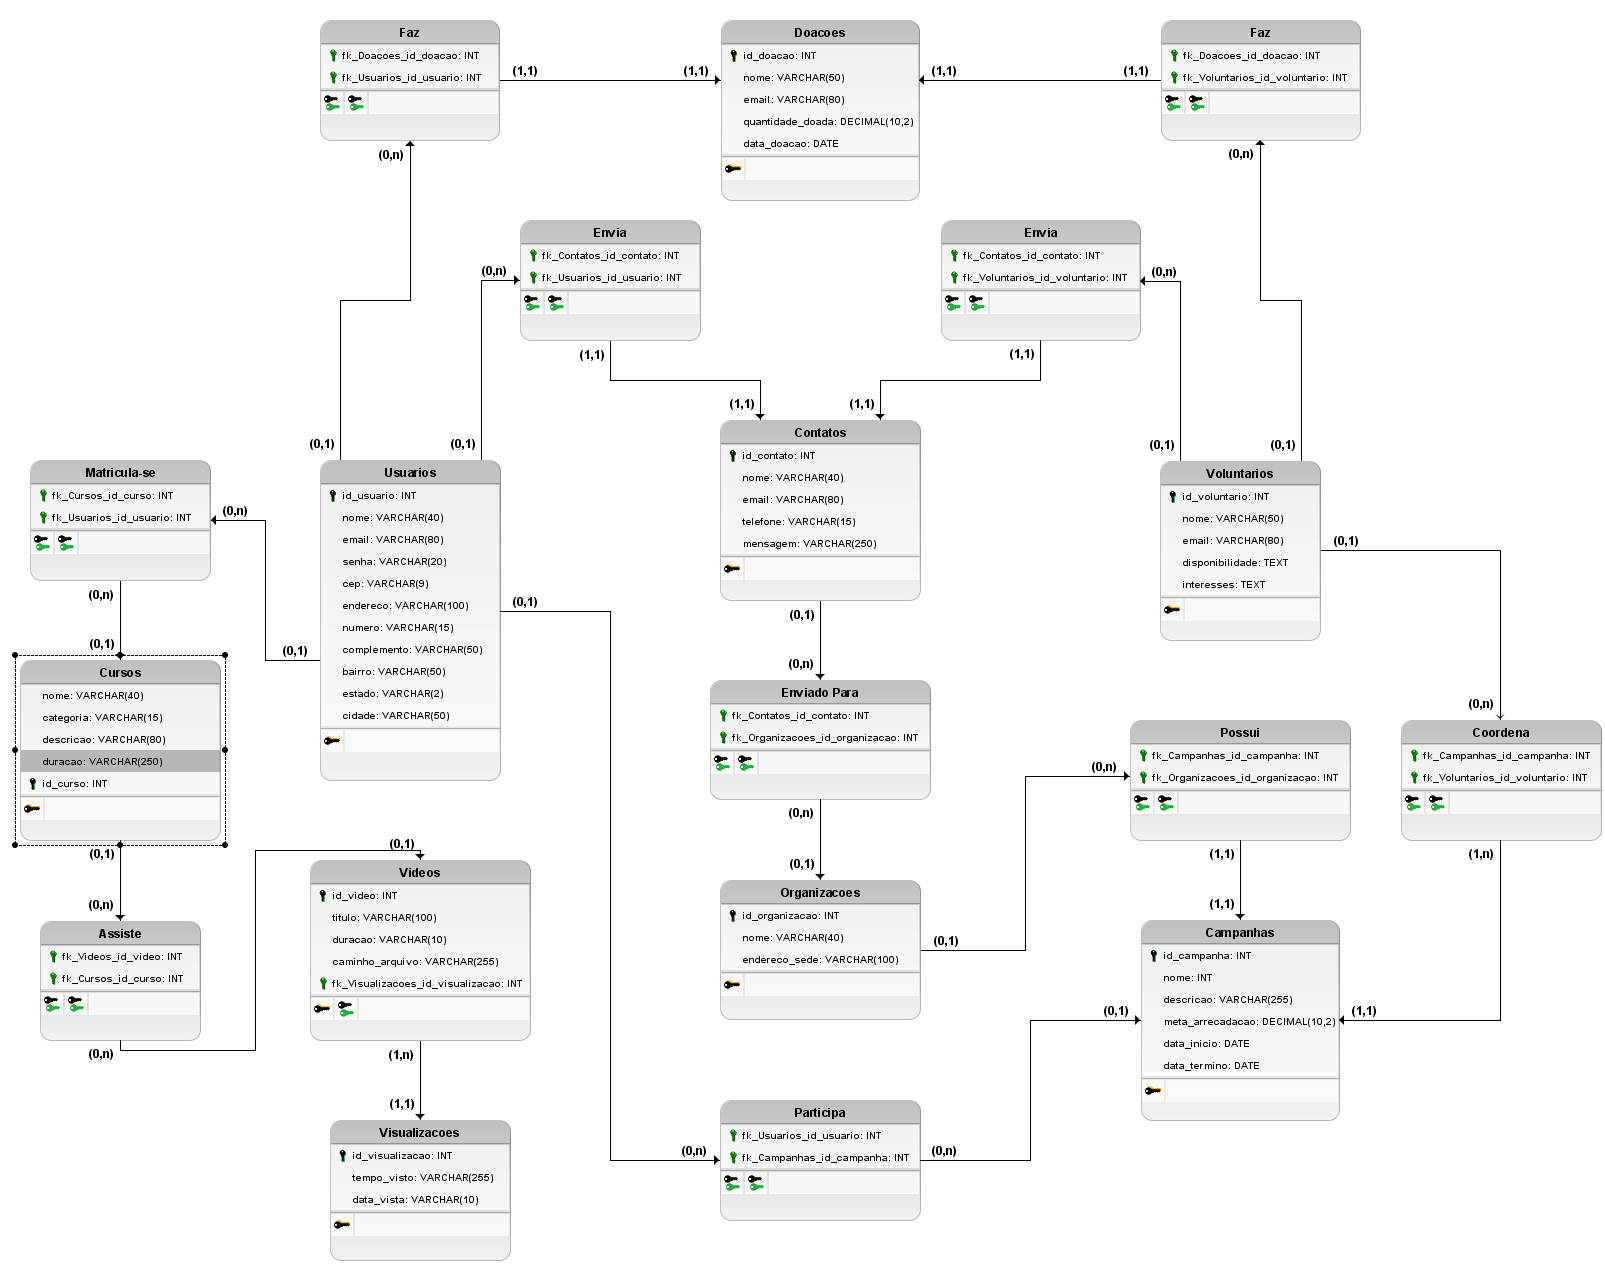 Faz
fk_Doacoes_id_doacao: INT
fk_Usuarios_id_usuario: INT
(1,1)
(1,1)
(0,n)
Doacoes
id_doacao: INT
nome: VARCHAR(50)
email: VARCHAR(80)
quantidade_doada: DECIMAL(10,2)
data_doacao: DATE
(1,1)
(1,1)
Faz
fk_Doacoes_id_doacao: INT
fk_Voluntarios_id_voluntario: INT
(0,n)
Envia
fk_Contatos_id_contato: INT
fk_Usuarios_id_usuario: INT
(0,n)
(1,1)
(1,1)
Envia
fk_Contatos_id_contato: INT
fk_Voluntarios_id_voluntario: INT
(0,n)
(1,1)
(1,1)
Matricula-se
fk_Cursos_id_curso: INT
fk_Usuarios_id_usuario: INT
(0,n)
(0,n)
(0,1)
(0,1)
(0,1)
(0,1)
Usuarios
id_usuario: INT
nome: VARCHAR(40)
email: VARCHAR(80)
senha: VARCHAR(20)
cep: VARCHAR(9)
endereco: VARCHAR(100)
numero: VARCHAR(15)
complemento: VARCHAR(50)
bairro: VARCHAR(50)
estado: VARCHAR(2)
cidade: VARCHAR(50)
(0,1)
Contatos
id_contato: INT
nome: VARCHAR(40)
email: VARCHAR(80)
telefone: VARCHAR(15)
mensagem: VARCHAR(250)
(0,1)
(0,n)
(0,1)
(0,1)
Voluntarios
id_voluntario: INT
nome: VARCHAR(50)
email: VARCHAR(80)
disponibilidade: TEXT
interesses: TEXT
(0,1)
(0,n)
Cursos
nome: VARCHAR(40)
categoria: VARCHAR(15)
descricao: VARCHAR(80)
duracao: VARCHAR(250)
id_curso: INT
(0,1)
(0,n)
Enviado Para
fk_Contatos_id_contato: INT
fk_Organizacoes_id_organizacao: INT
(0,n)
(0,1)
Possui
fk_Campanhas_id_campanha: INT
fk_Organizacoes_id_organizacao: INT
(0,n)
(1,1)
(1,1)
Coordena
fk_Campanhas_id_campanha: INT
fk_Voluntarios_id_voluntario: INT
(1,n)
(1,1)
Assiste
fk_Videos_id_video: INT
fk_Cursos_id_curso: INT
(0,n)
(0,1)
Videos
id_video: INT
titulo: VARCHAR(100)
duracao: VARCHAR(10)
caminho_arquivo: VARCHAR(255)
fk_Visualizacoes_id_visualizacao: INT
(1,n)
(1,1)
Organizacoes
id_organizacao: INT
nome: VARCHAR(40)
endereco_sede: VARCHAR(100)
(0,1)
Campanhas
id_campanha: INT
nome: INT
descricao: VARCHAR(255)
meta_arrecadacao: DECIMAL(10,2)
data_inicio: DATE
data_termino: DATE
(0,1)
Visualizacoes
id_visualizacao: INT
tempo_visto: VARCHAR(255)
data_vista: VARCHAR(10)
Participa
fk_Usuarios_id_usuario: INT
fk_Campanhas_id_campanha: INT
(0,n)
(0,n)